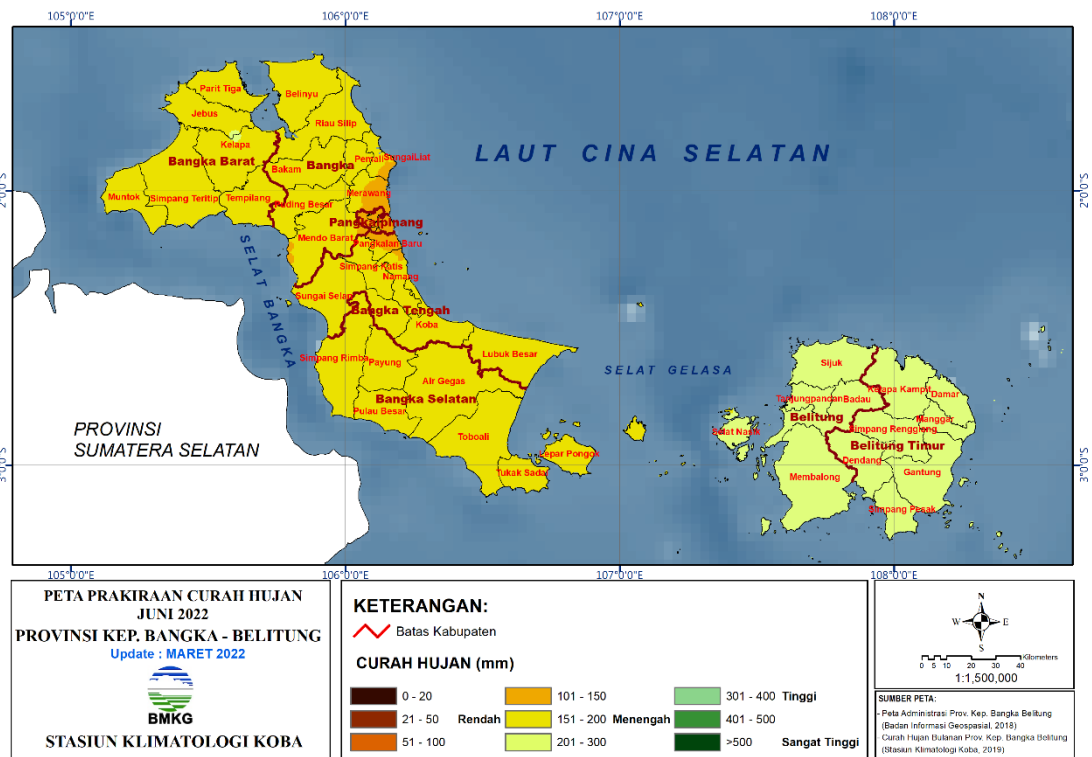 105°0'0"E 106°0'0"E 107°0'0"E 108°0'0"E
2°0'0"S 2°0'0"S
3°0'0"S 3°0'0"S
Parit Tiga
Belinyu
Jebus
Riau Silip
Kelapa
Bangka Barat
Bakam
Bangka
SungaiLiat
LAUT CINA SELATAN
Muntok
Simpang Teritip
Tempilang
Merawang
Pangkalpinang
Mendo Barat
Pangkalan Baru
SELAT BANGKA
Simpang Katis
Namang
Sungai Selan
Bangka Tengah
Koba
Simpang Rimba
Payung
Lubuk Besar
Air Gegas
Bangka Selatan
Pulau Besar
Toboali
Tukak Sadai
Lepar Pongok
SELAT GELASA
PROVINSI
SUMATERA SELATAN
Sijuk
Kelapa Kampit
Damar
Tanjungpandan
Badau
Manggar
Belitung
Simpang Renggiang
Belitung Timur
Selat Nasik
Dendang
Gantung
Membalong
105°0'0"E 106°0'0"E 107°0'0"E 108°0'0"E
PETA PRAKIRAAN CURAH HUJAN
JUNI 2022
PROVINSI KEP. BANGKA - BELITUNG
Update : MARET 2022
BMKG
STASIUN KLIMATOLOGI KOBA
KETERANGAN:
Batas Kabupaten
CURAH HUJAN (mm)
0 - 20
21 - 50 Rendah
51 - 100
101 - 150
151 - 200 Menengah
201 - 300
301 - 400 Tinggi
401 - 500
>500 Sangat Tinggi
N
W E
S
Kilometers
0 5 10 20 30 40
1:1,500,000
SUMBER PETA:
- Peta Administrasi Prov. Kep. Bangka Belitung
(Badan Informasi Geospasial, 2018)
- Curah Hujan Bulanan Prov. Kep. Bangka Belitung
(Stasiun Klimatologi Koba, 2019)